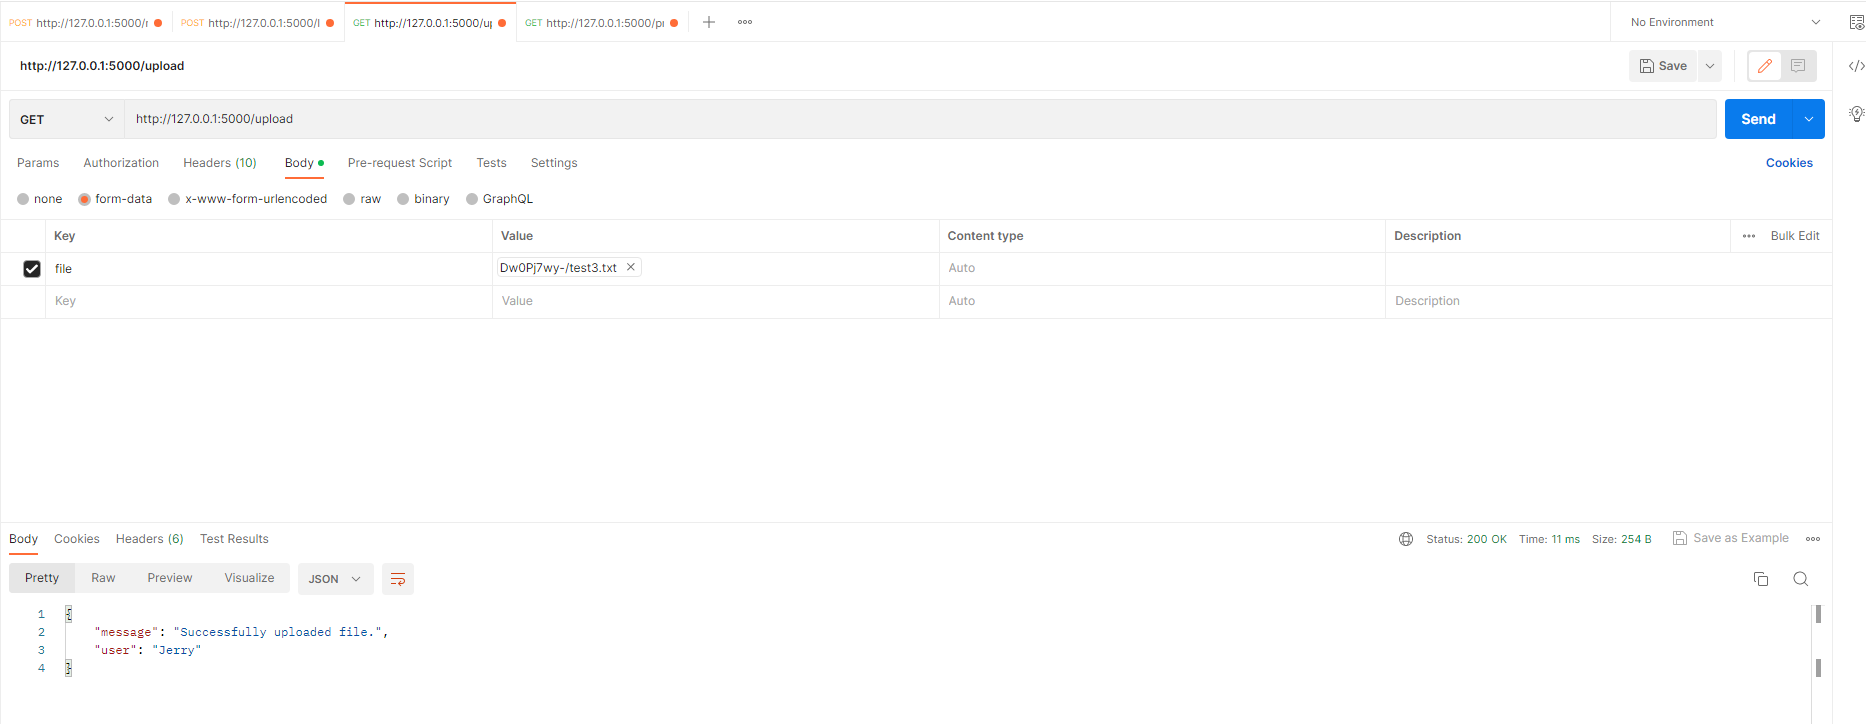 POST http://127.0.0.1:5000/r POST http://127.0.0.1:5000/l GET http://127.0.0.1:5000/u GET http://127.0.0.1:5000/p No Environment
http://127.0.0.1:5000/upload Save
GET http://127.0.0.1:5000/upload Send
Params Authorization Headers (10) Body Pre-request Script Tests Settings Cookies
none form-data x-www-form-urlencoded raw binary GraphQL
Key Value Content type Description Bulk Edit
file Dw0Pj7wy-/test3.txt Auto
Key Value Auto Description
Body Cookies Headers (6) Test Results Status: 200 OK Time: 11 ms Size: 254 B Save as Example
Pretty Raw Preview Visualize JSON
1 {
2 "message": "Successfully uploaded file.",
3 "user": "Jerry"
4 }